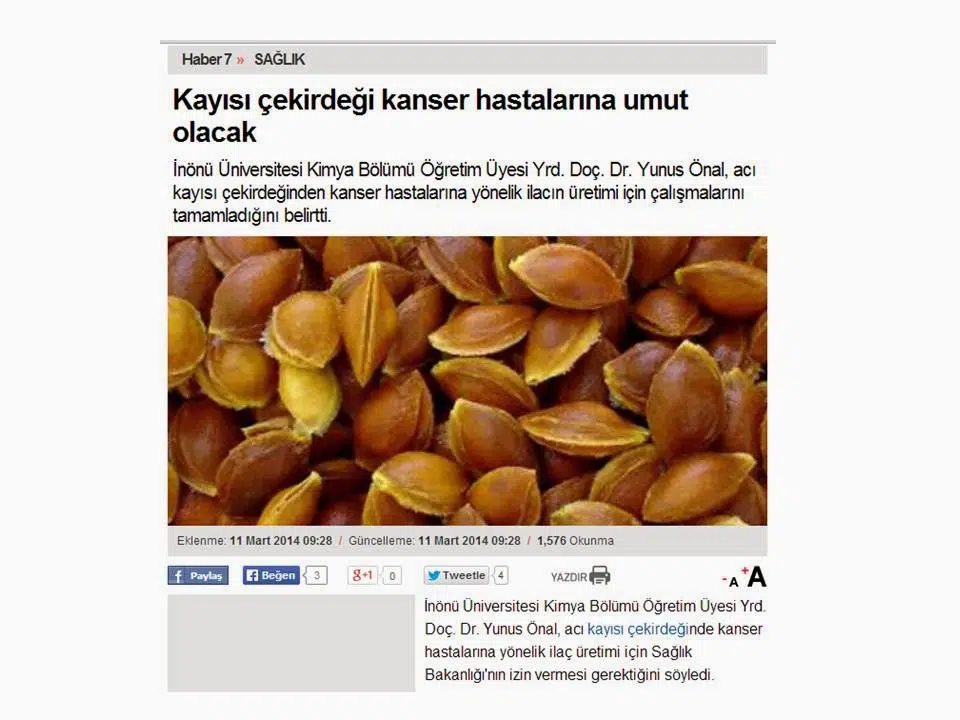 Haber 7 » SAĞLIK
Kayısı çekirdeği kanser hastalarına umut
olacak
İnönü Üniversitesi Kimya Bölümü Öğretim Üyesi Yrd. Doç. Dr. Yunus Önal, acı
kayısı çekirdeğinden kanser hastalarına yönelik ilacın üretimi için çalışmalarını
tamamladığını belirtti.
Eklenme: 11 Mart 2014 09:28 / Güncelleme: 11 Mart 2014 09:28 / 1,576 Okunma
f Paylaş f Beğen 3 g+1 0 Tweetle 4 YAZDIR -A +A
İnönü Üniversitesi Kimya Bölümü Öğretim Üyesi Yrd.
Doç. Dr. Yunus Önal, acı kayısı çekirdeğinde kanser
hastalarına yönelik ilaç üretimi için Sağlık
Bakanlığı'nın izin vermesi gerektiğini söyledi.